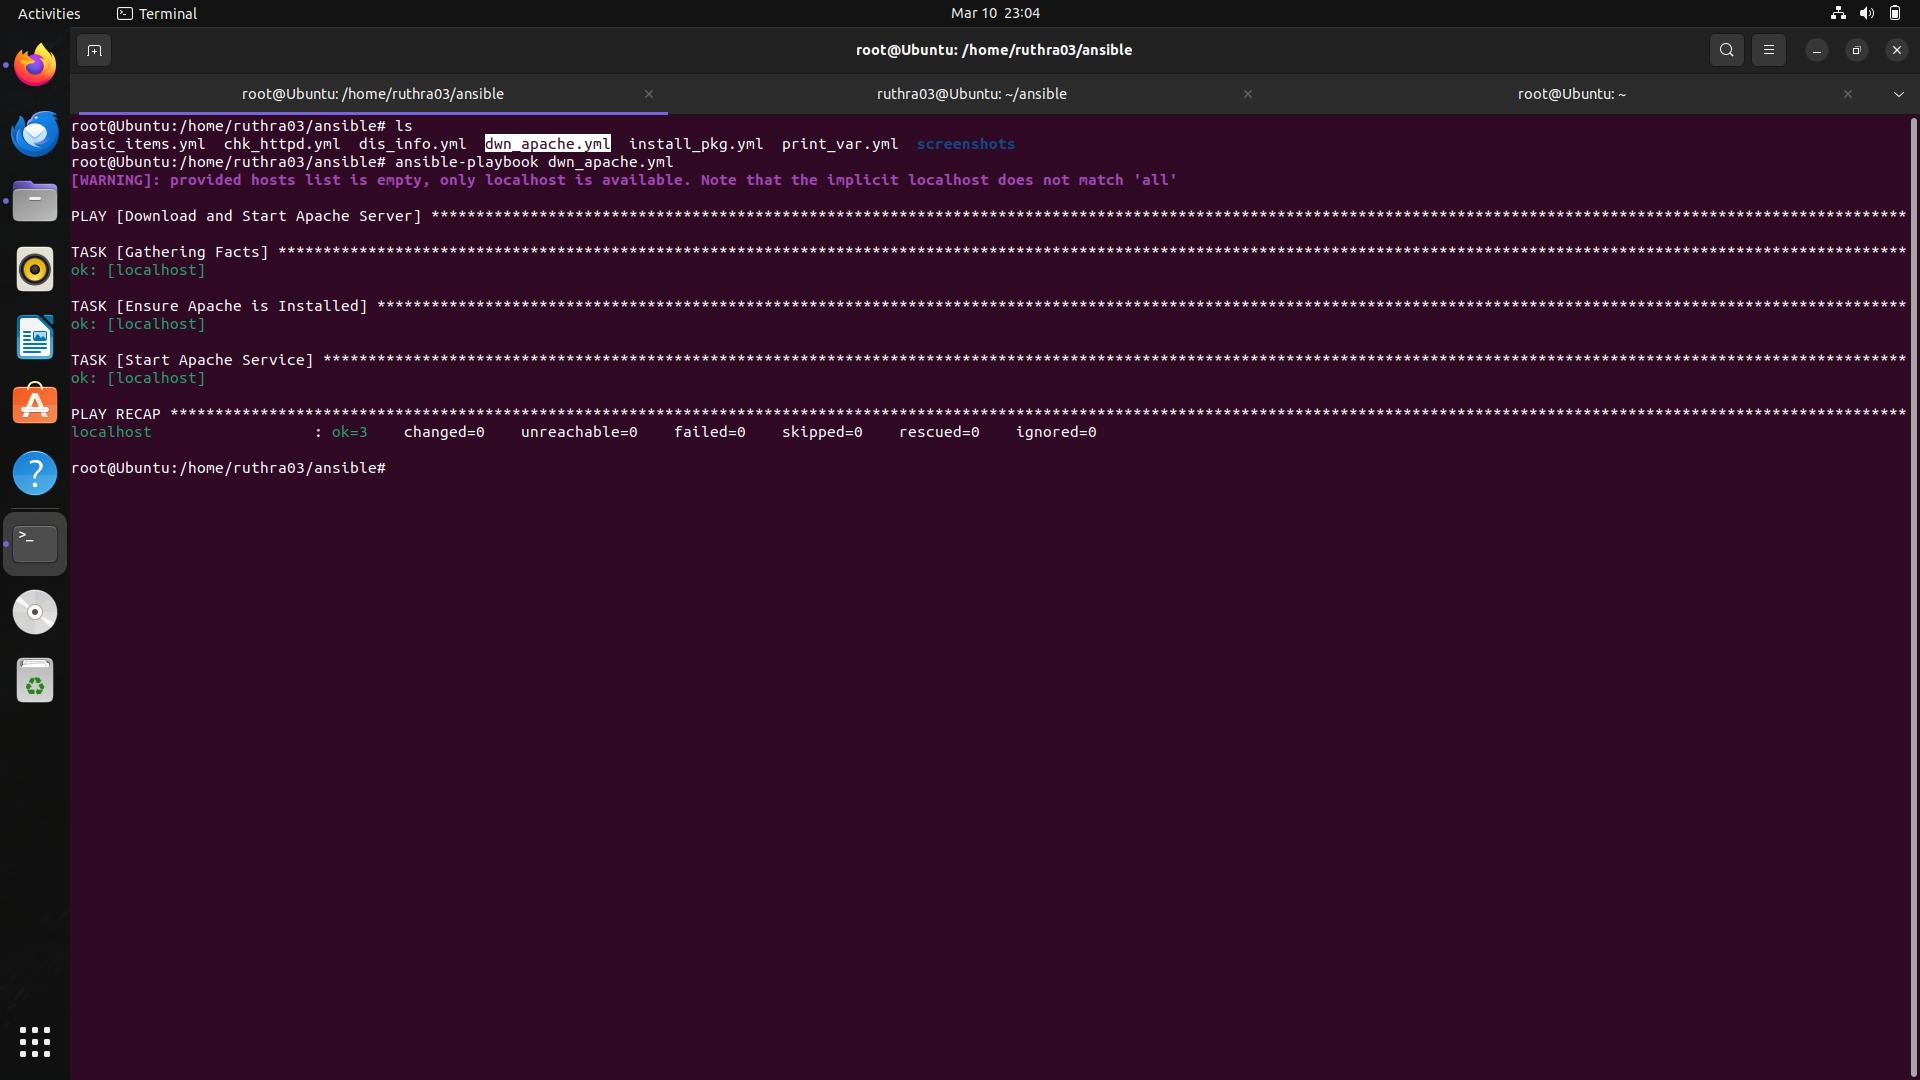 Activities Terminal Mar 10 23:04
root@Ubuntu: /home/ruthra03/ansible
root@Ubuntu: /home/ruthra03/ansible ruthra03@Ubuntu: ~/ansible root@Ubuntu: ~
root@Ubuntu:/home/ruthra03/ansible# ls
basic_items.yml chk_httpd.yml dis_info.yml dwn_apache.yml install_pkg.yml print_var.yml screenshots
root@Ubuntu:/home/ruthra03/ansible# ansible-playbook dwn_apache.yml
[WARNING]: provided hosts list is empty, only localhost is available. Note that the implicit localhost does not match 'all'
PLAY [Download and Start Apache Server] ********************************************************************************************************************************************************************
TASK [Gathering Facts] *************************************************************************************************************************************************************************************
ok: [localhost]
TASK [Ensure Apache is Installed] **************************************************************************************************************************************************************************
ok: [localhost]
TASK [Start Apache Service] ********************************************************************************************************************************************************************************
ok: [localhost]
PLAY RECAP *************************************************************************************************************************************************************************************************
localhost : ok=3 changed=0 unreachable=0 failed=0 skipped=0 rescued=0 ignored=0
root@Ubuntu:/home/ruthra03/ansible#